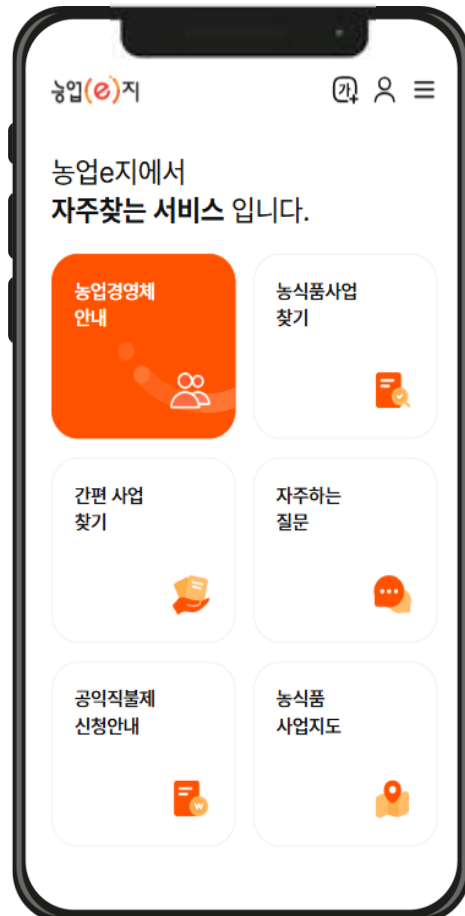 농업(e)지
가
농업e지에서
자주찾는 서비스 입니다.
농업경영체
안내
농식품사업
찾기
간편 사업
찾기
자주하는
질문
공익직불제
신청안내
W
농식품
사업지도